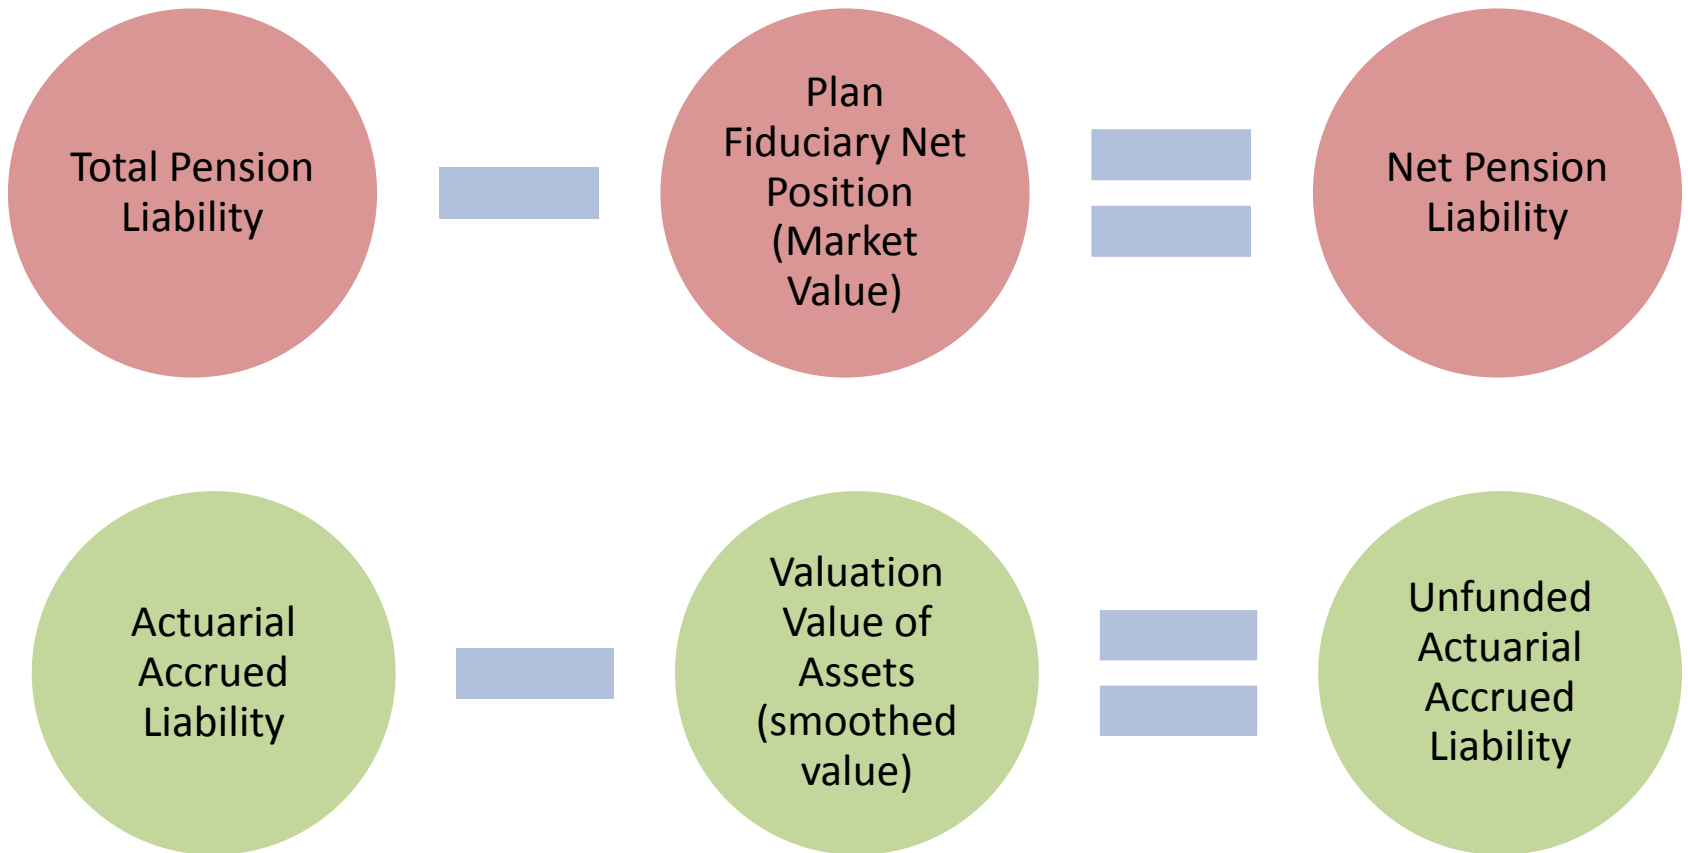 Total Pension
Liability
Plan
Fiduciary Net
Position
(Market
Value)
Net Pension
Liability
Actuarial
Accrued
Liability
Valuation
Value of
Assets
(smoothed
value)
Unfunded
Actuarial
Accrued
Liability